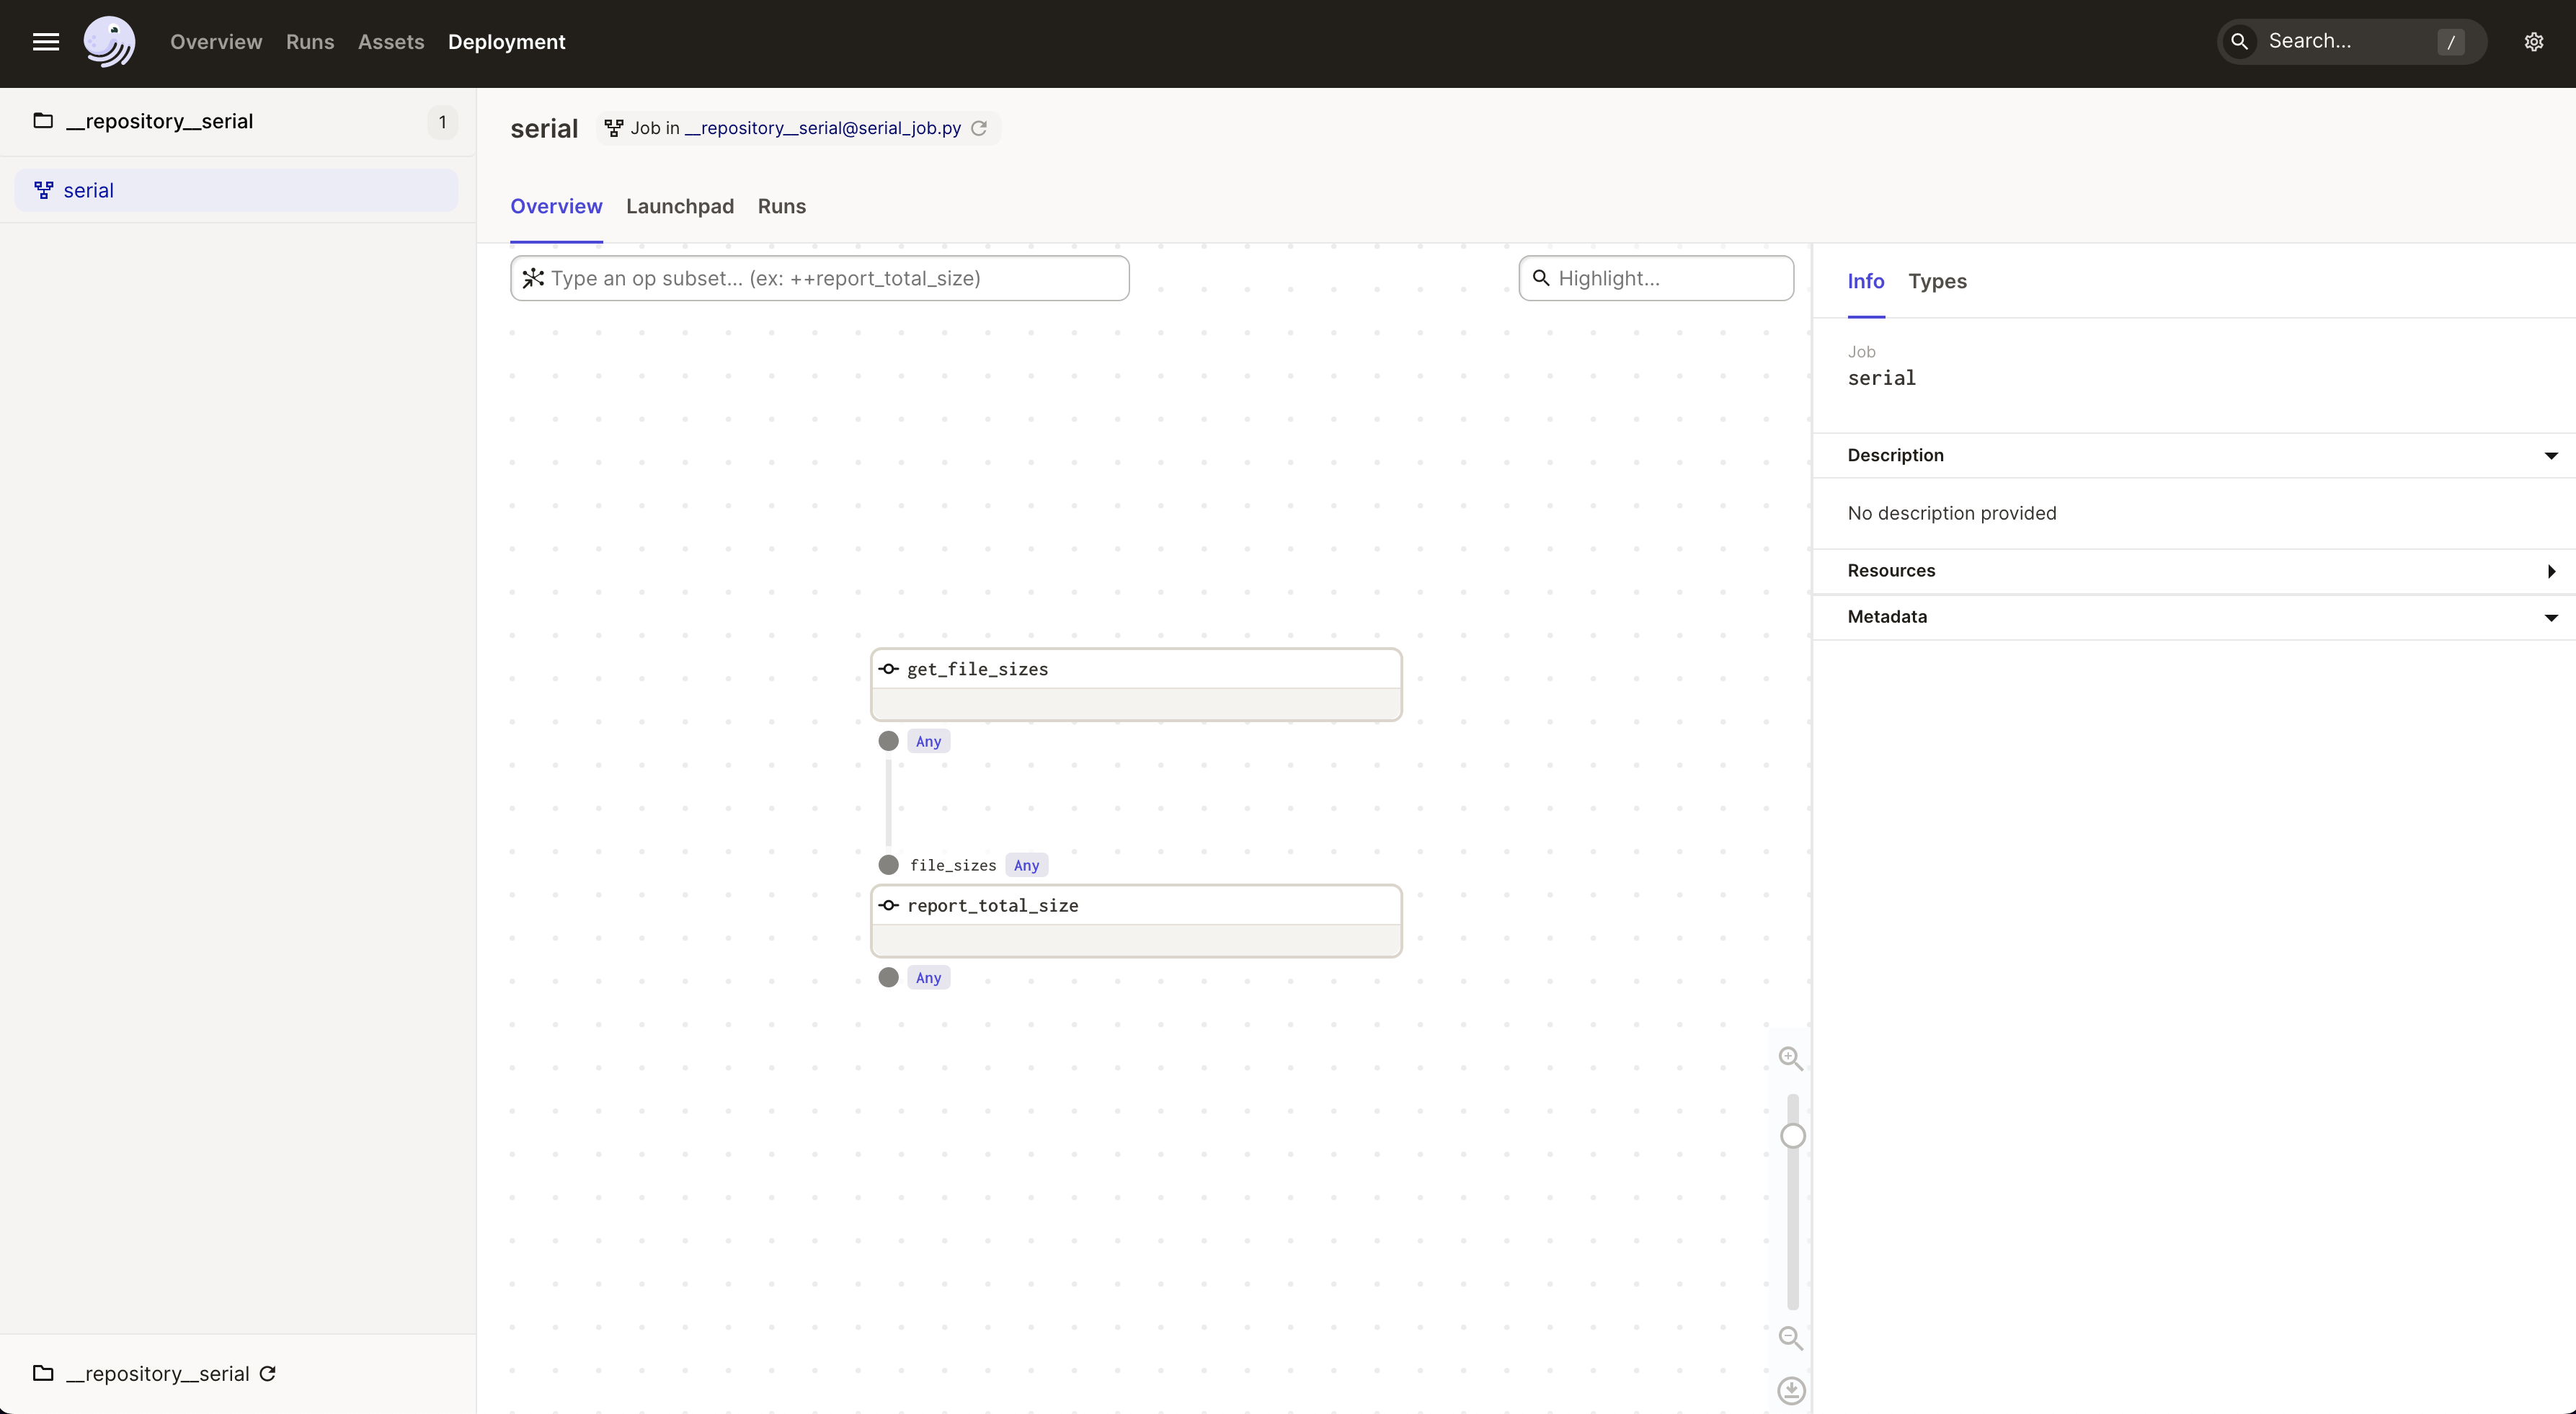 Overview Runs Assets Deployment Search... /
__repository__serial 1
serial
serial Job in __repository__serial@serial_job.py
Overview Launchpad Runs
Type an op subset... (ex: ++report_total_size)
Highlight...
get_file_sizes
Any
file_sizes Any
report_total_size
Any
Info Types
Job
serial
Description
No description provided
Resources
Metadata
__repository__serial